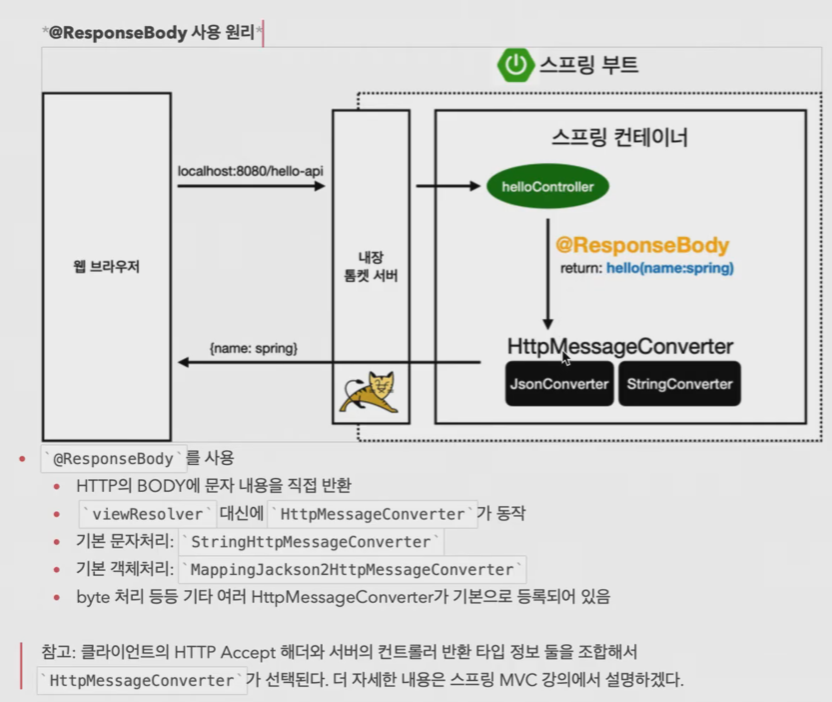 *@ResponseBody 사용 원리*
스프링 부트
스프링 컨테이너
localhost:8080/hello-api
helloController
웹 브라우저
내장
톰켓 서버
@ResponseBody
return: hello(name:spring)
{name: spring}
HttpMessageConverter
JsonConverter
StringConverter
`@ResponseBody`를 사용
HTTP의 BODY에 문자 내용을 직접 반환
`viewResolver` 대신에 `HttpMessageConverter`가 동작
기본 문자처리: `StringHttpMessageConverter`
기본 객체처리: `MappingJackson2HttpMessageConverter`
byte 처리 등등 기타 여러 HttpMessageConverter가 기본으로 등록되어 있음
참고: 클라이언트의 HTTP Accept 헤더와 서버의 컨트롤러 반환 타입 정보 둘을 조합해서
`HttpMessageConverter`가 선택된다. 더 자세한 내용은 스프링 MVC 강의에서 설명하겠다.